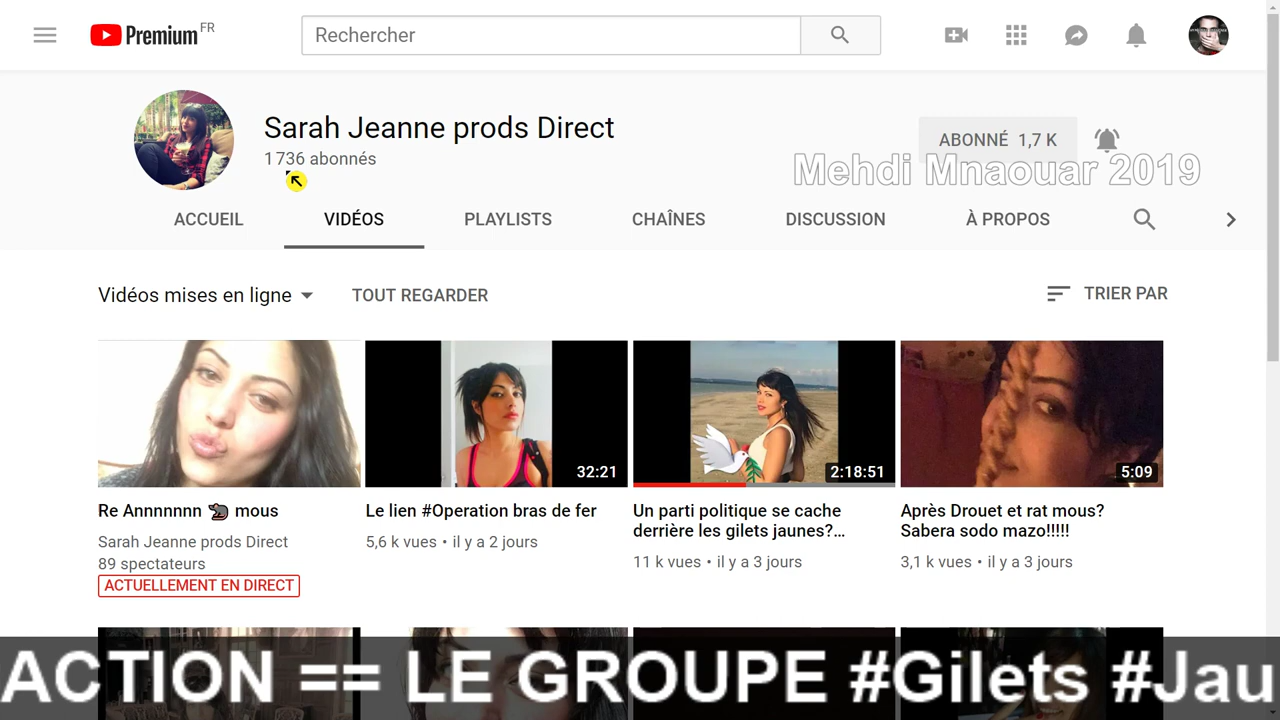 Premium FR
Rechercher
Sarah Jeanne prods Direct
1 736 abonnés
ABONNÉ 1,7 K
Mehdi Mnaouar 2019
ACCUEIL VIDÉOS PLAYLISTS CHAÎNES DISCUSSION À PROPOS
Vidéos mises en ligne TOUT REGARDER TRIER PAR
32:21 2:18:51 5:09
Re Annnnnnn 🐀 mous
Sarah Jeanne prods Direct
89 spectateurs
ACTUELLEMENT EN DIRECT
Le lien #Operation bras de fer
5,6 k vues • il y a 2 jours
Un parti politique se cache
derrière les gilets jaunes?...
11 k vues • il y a 3 jours
Après Drouet et rat mous?
Sabera sodo mazo!!!!!
3,1 k vues • il y a 3 jours
ACTION == LE GROUPE #Gilets #Jau